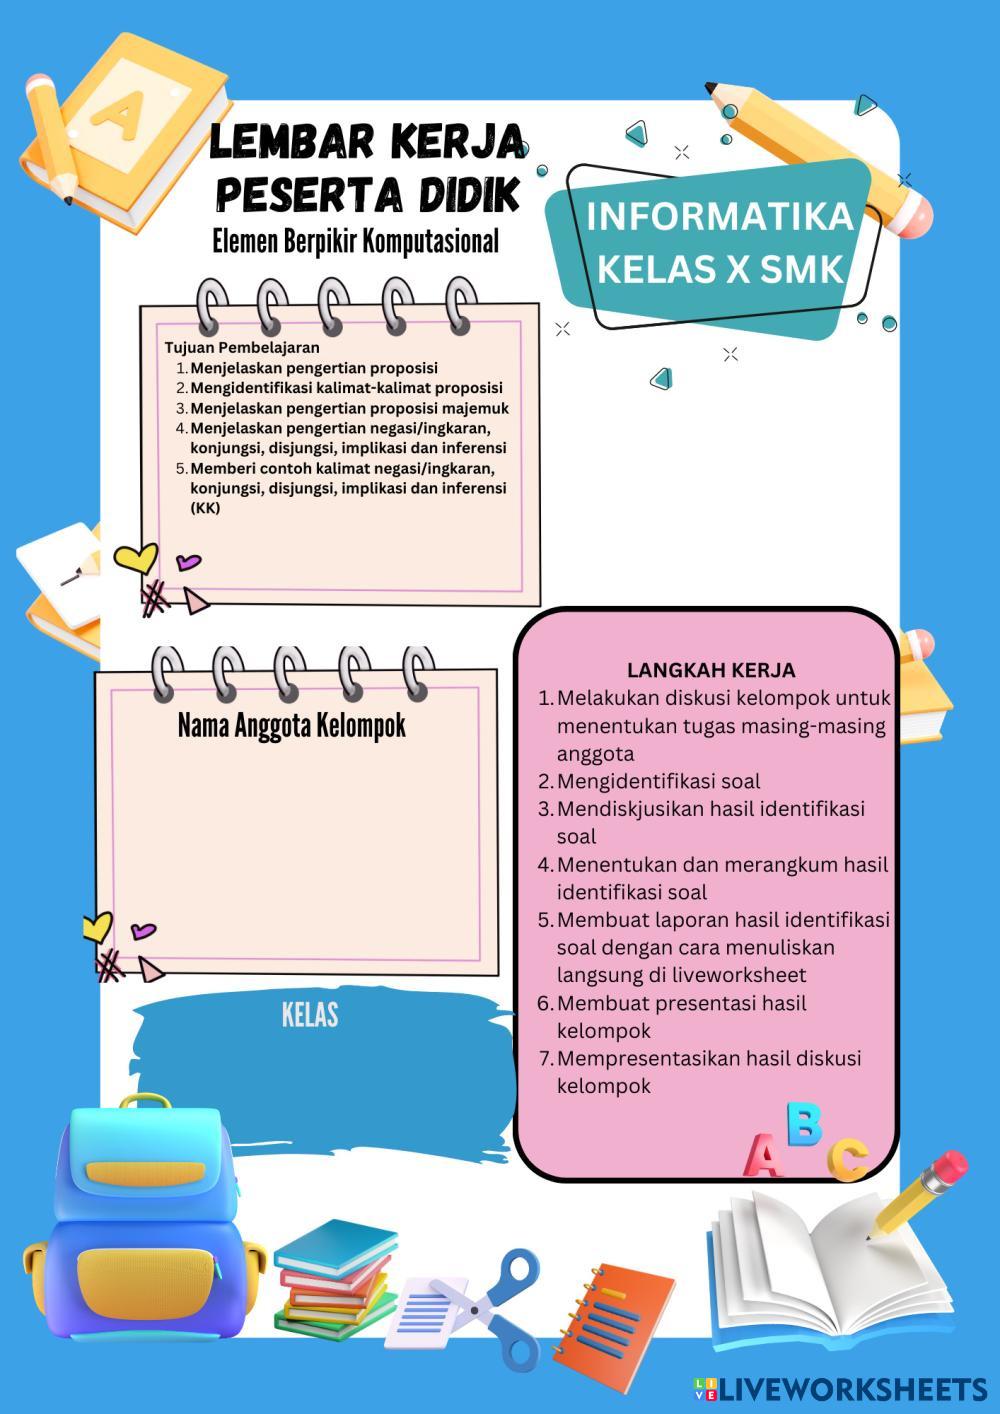 LEMBAR KERJA
PESERTA DIDIK
Elemen Berpikir Komputasional
INFORMATIKA
KELAS X SMK
Tujuan Pembelajaran
1. Menjelaskan pengertian proposisi
2. Mengidentifikasi kalimat-kalimat proposisi
3. Menjelaskan pengertian proposisi majemuk
4. Menjelaskan pengertian negasi/ingkaran,
konjungsi, disjungsi, implikasi dan inferensi
5. Memberi contoh kalimat negasi/ingkaran,
konjungsi, disjungsi, implikasi dan inferensi
(KK)
Nama Anggota Kelompok
KELAS
LANGKAH KERJA
1. Melakukan diskusi kelompok untuk
menentukan tugas masing-masing
anggota
2. Mengidentifikasi soal
3. Mendiskjusikan hasil identifikasi
soal
4. Menentukan dan merangkum hasil
identifikasi soal
5. Membuat laporan hasil identifikasi
soal dengan cara menuliskan
langsung di liveworksheet
6. Membuat presentasi hasil
kelompok
7. Mempresentasikan hasil diskusi
kelompok
A B C
A
LIVE LIVEWORKSHEETS